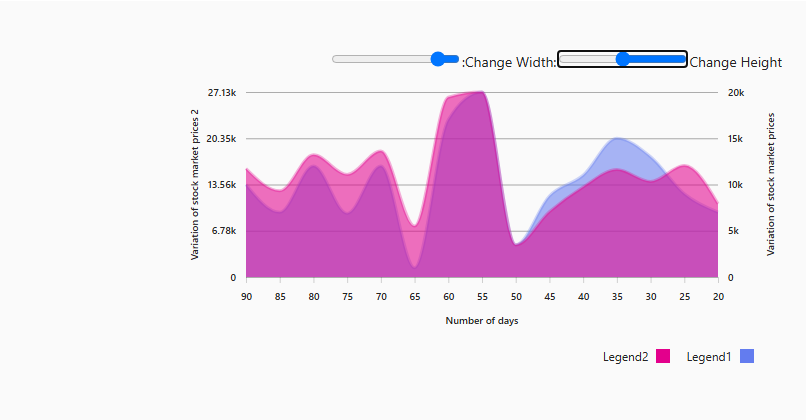 :Change Width: Change Height
27.13k
20.35k
13.56k
6.78k
0
Variation of stock market prices 2
20k
15k
10k
5k
0
Variation of stock market prices
90 85 80 75 70 65 60 55 50 45 40 35 30 25 20
Number of days
Legend2 Legend1